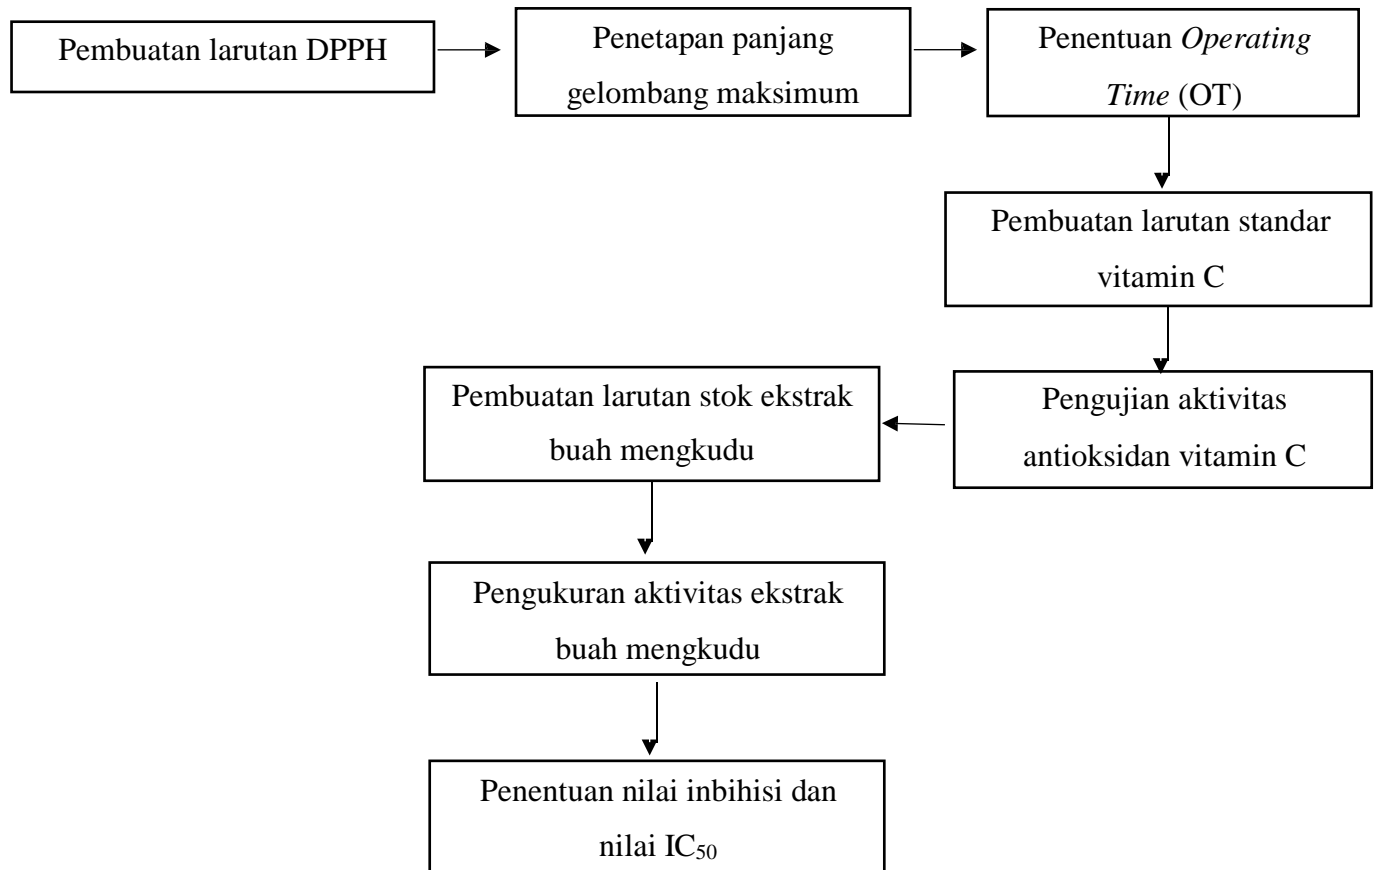 Pembuatan larutan DPPH
Penetapan panjang
gelombang maksimum
Penentuan Operating
Time (OT)
Pembuatan larutan standar
vitamin C
Pengujian aktivitas
antioksidan vitamin C
Pembuatan larutan stok ekstrak
buah mengkudu
Pengukuran aktivitas ekstrak
buah mengkudu
Penentuan nilai inbihisi dan
nilai IC₅₀